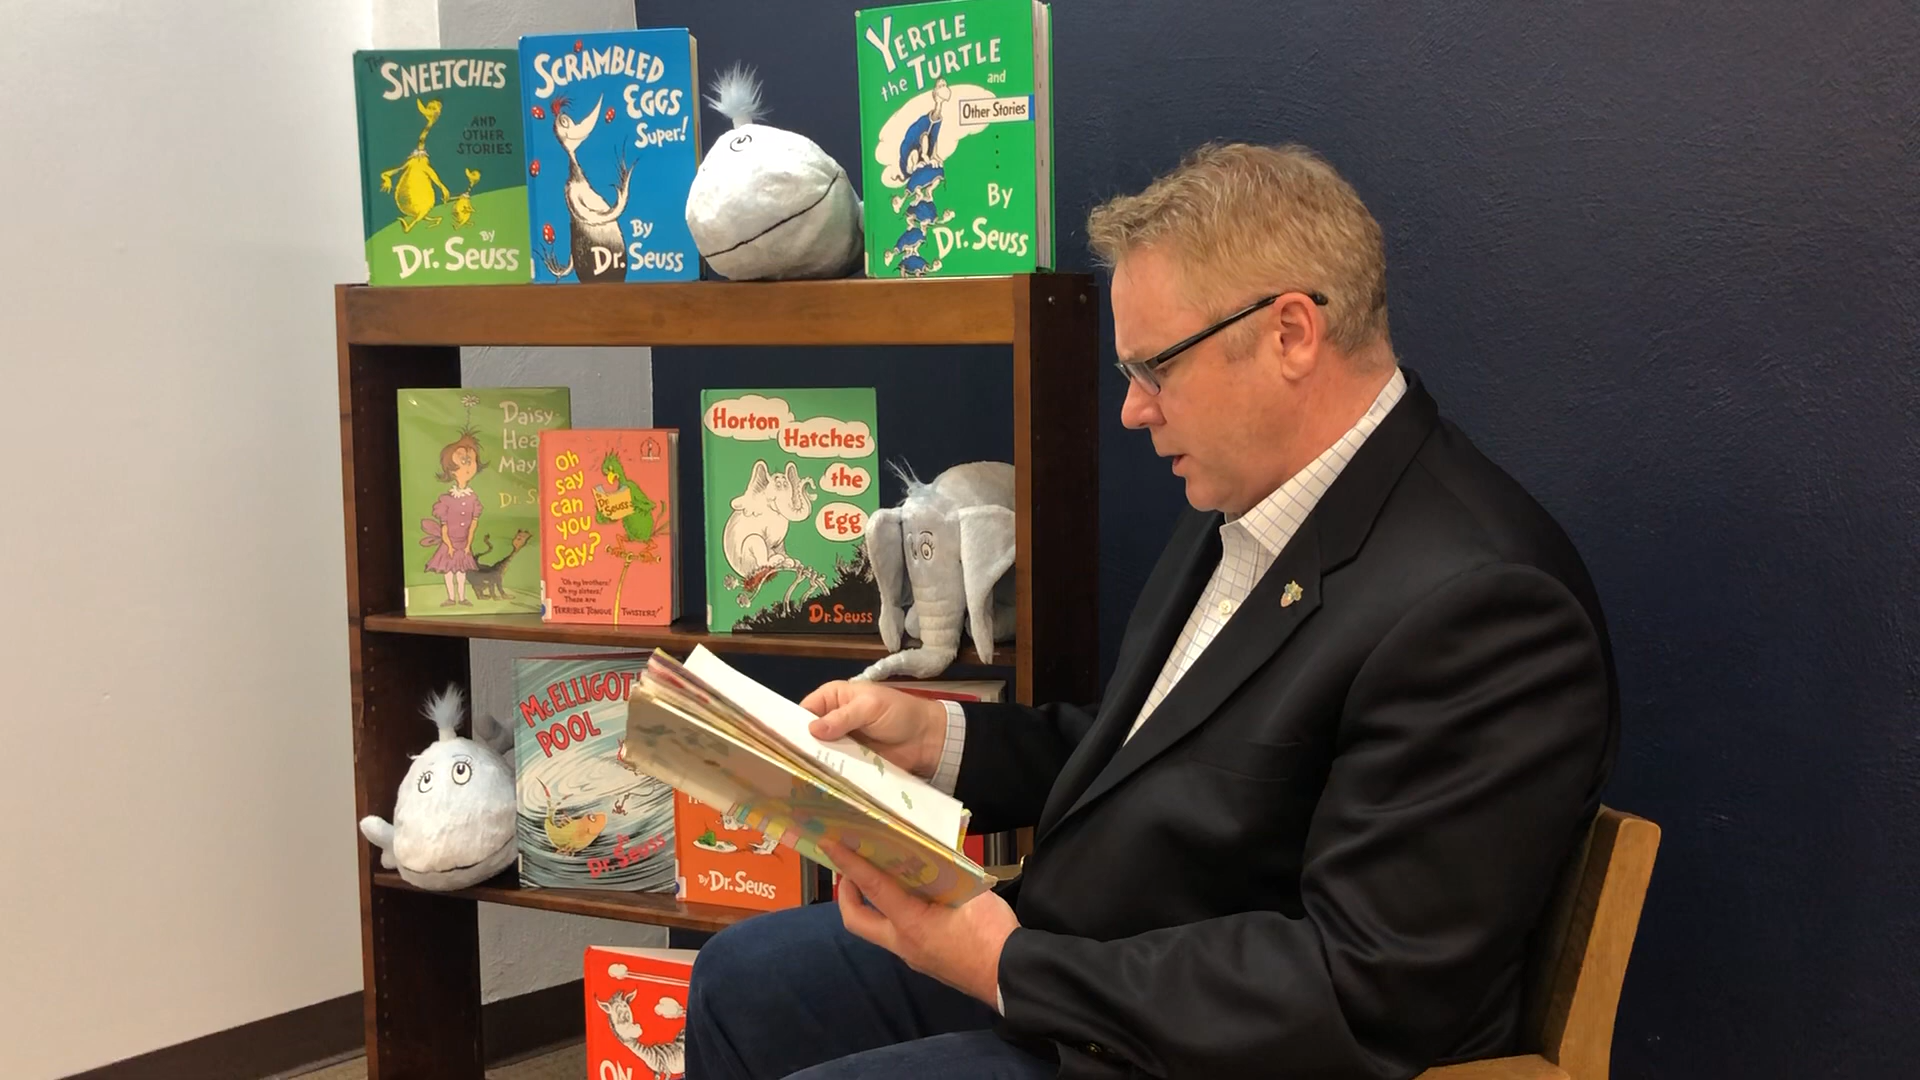 The
SNEETCHES
AND
OTHER
STORIES
BY
Dr. Seuss
SCRAMBLED
EGGS
Super!
By
Dr. Seuss
YERTLE
the TURTLE
and
Other Stories
By
Dr. Seuss
Daisy-
Hea
May
Dr. S
Oh
say
can
you
say?
Dr.
Seuss
"Oh my brothers!
Oh my sisters!
These are
TERRIBLE TONGUE TWISTERS!"
Horton
Hatches
the
Egg
Dr. Seuss
McELLIGOT
POOL
By
Dr. Seuss
By Dr. Seuss
ON